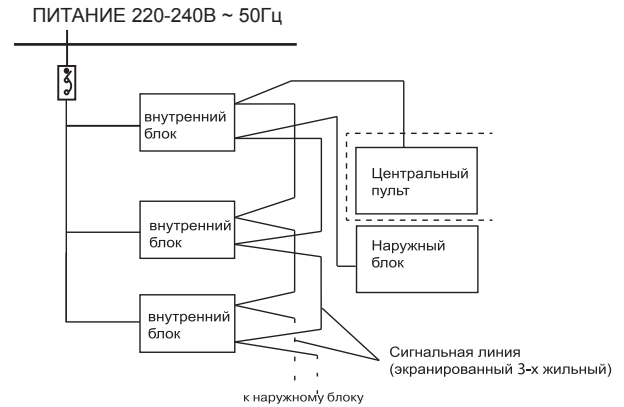 ПИТАНИЕ 220-240В ~ 50Гц
внутренний
блок
Центральный
пульт
внутренний
блок
Наружный
блок
внутренний
блок
Сигнальная линия
(экранированный 3-х жильный)
к наружному блоку